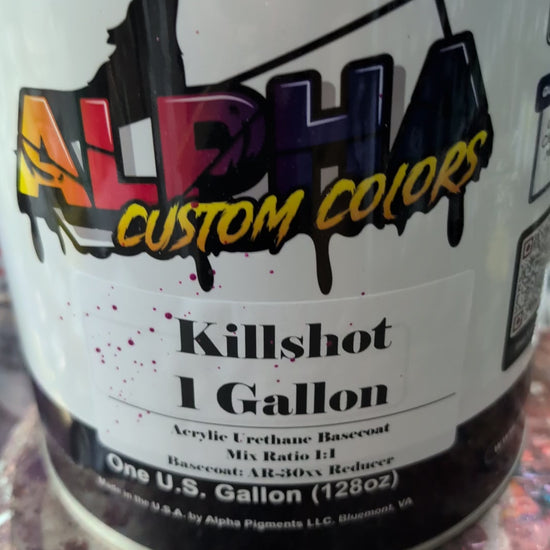 ALPHA
CUSTOM COLORS
Killshot
1 Gallon
Acrylic Urethane Basecoat
Mix Ratio 1:1
Basecoat: AR-30xx Reducer
One U.S. Gallon (128oz)
Made in the U.S.A. by Alpha Pigments LLC. Bluemont, VA